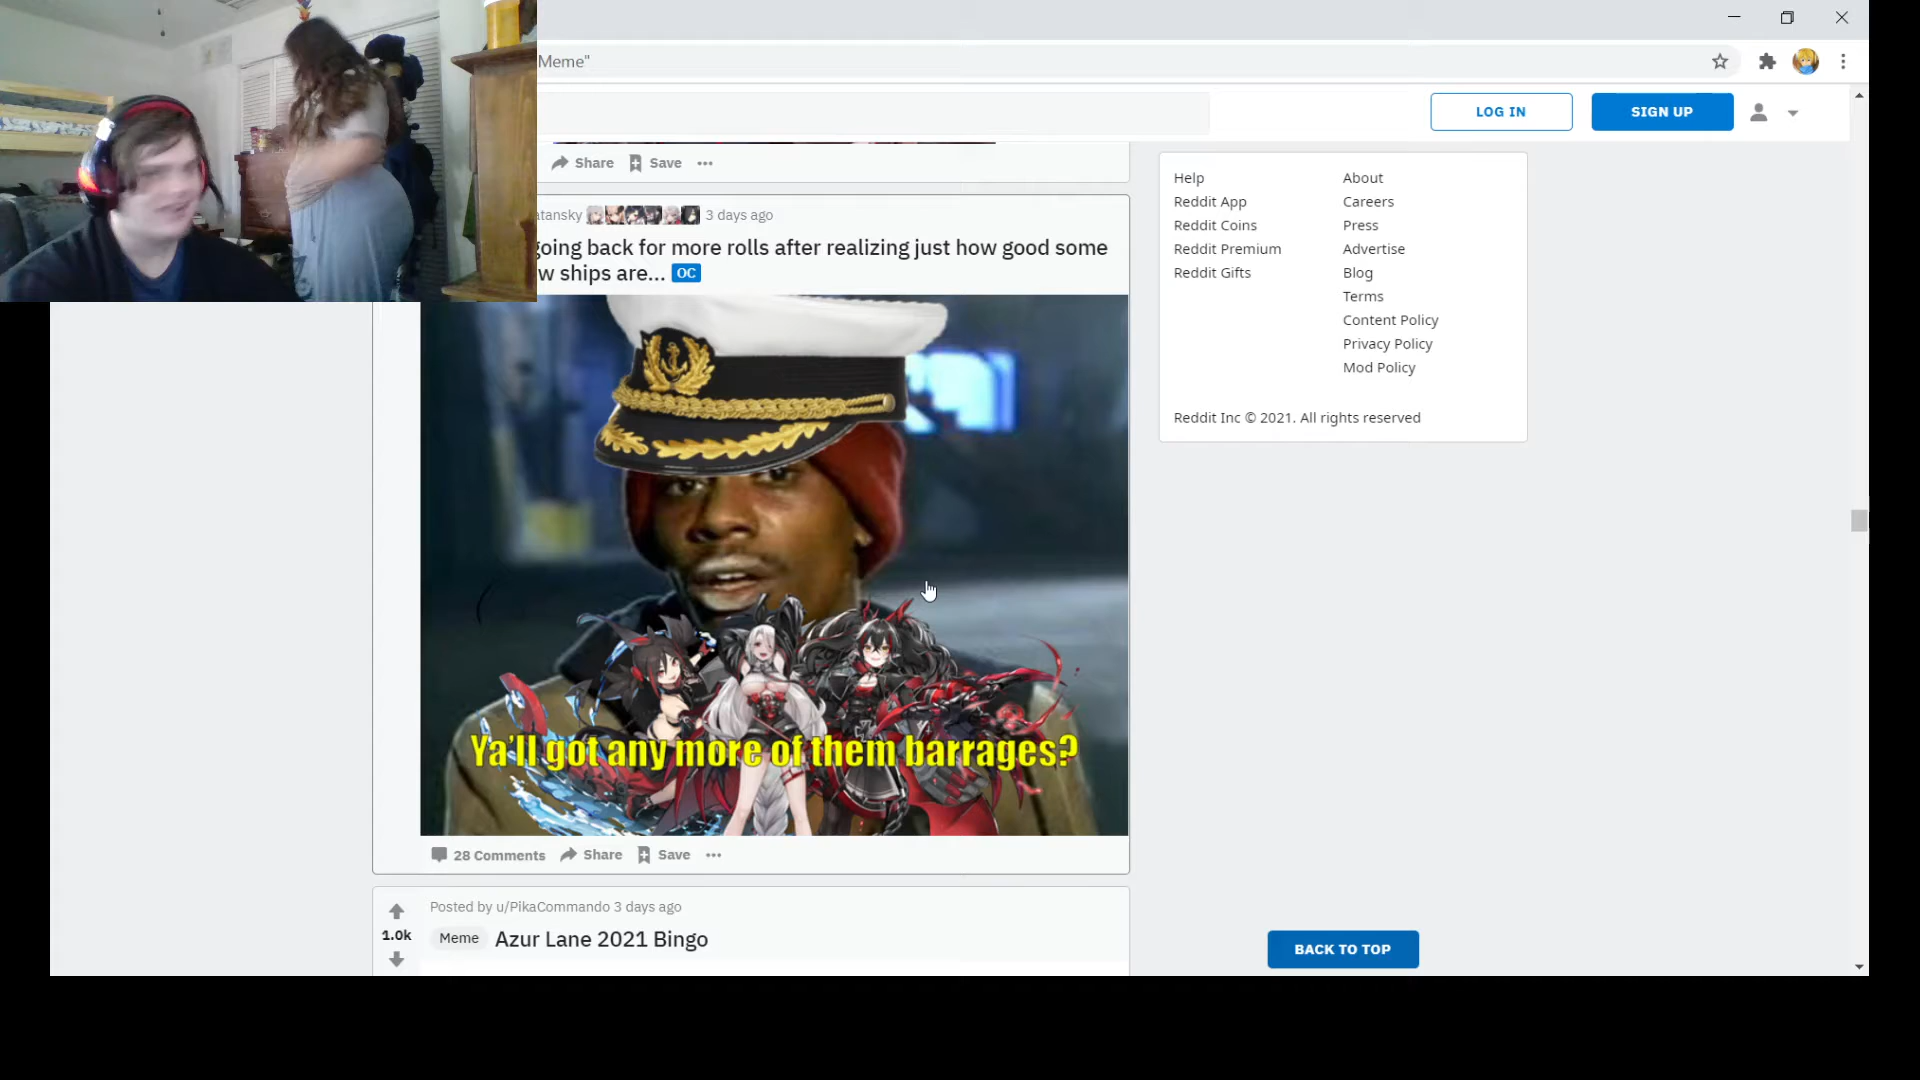 Meme"
LOG IN
SIGN UP
Share
Save
atansky
3 days ago
going back for more rolls after realizing just how good some
w ships are... OC
Ya'll got any more of them barrages?
28 Comments
Share
Save
Posted by u/PikaCommando 3 days ago
1.0k
Meme
Azur Lane 2021 Bingo
Help
About
Reddit App
Careers
Reddit Coins
Press
Reddit Premium
Advertise
Reddit Gifts
Blog
Terms
Content Policy
Privacy Policy
Mod Policy
Reddit Inc © 2021. All rights reserved
BACK TO TOP